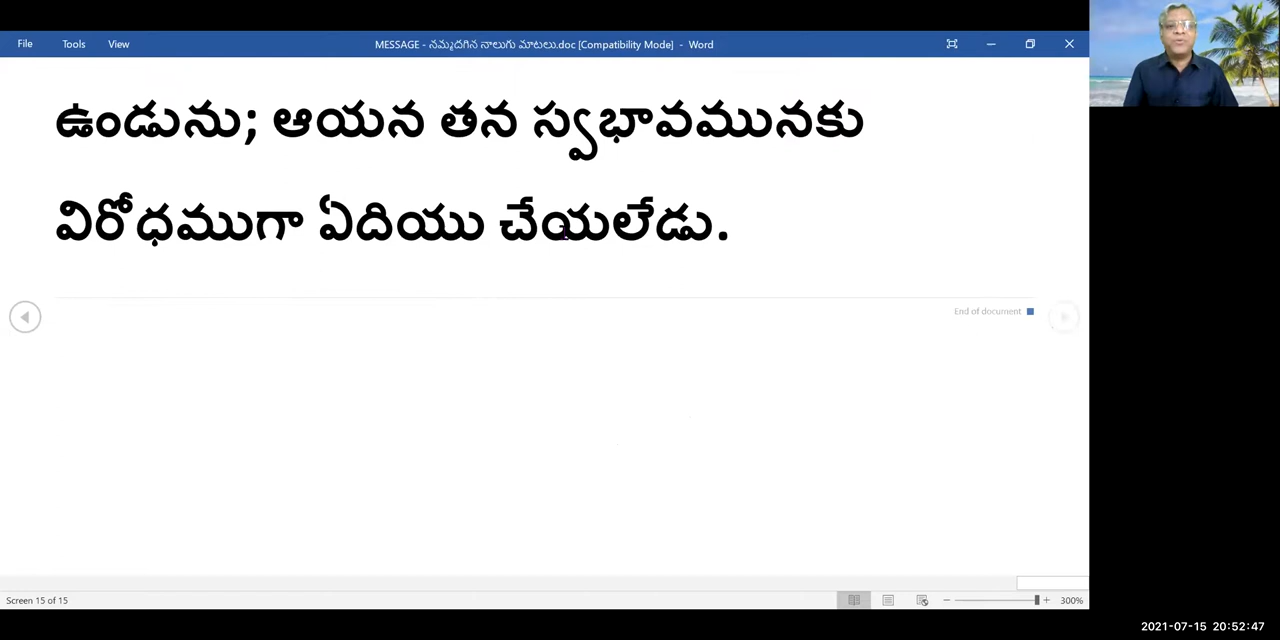 File Tools View MESSAGE - నమ్మదగిన నాలుగు మాటలు.doc [Compatibility Mode] - Word
ఉండును; ఆయన తన స్వభావమునకు
విరోధముగా ఏదియు చేయలేడు.
End of document
Screen 15 of 15 300%
2021-07-15 20:52:47